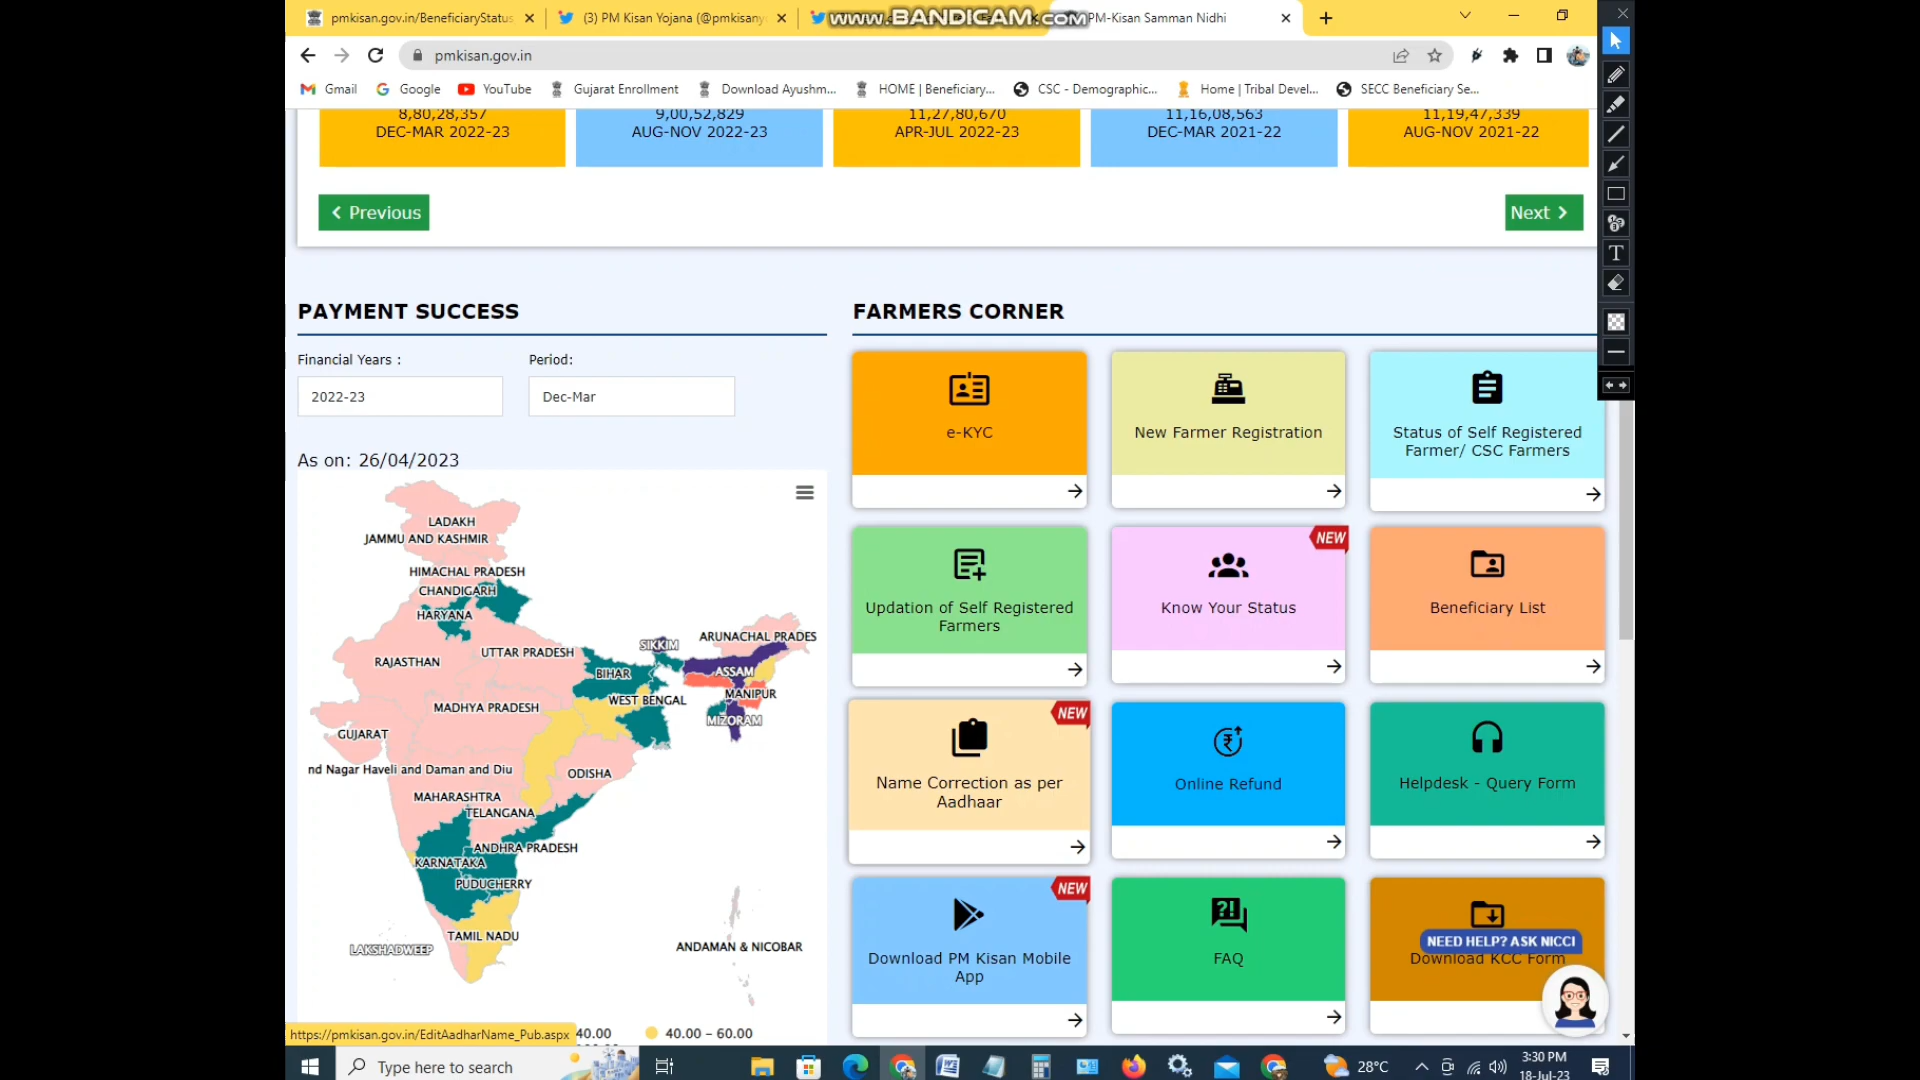 pmkisan.gov.in/BeneficiaryStatus
(3) PM Kisan Yojana (@pmkisany
www.BANDICAM.com
PM-Kisan Samman Nidhi
pmkisan.gov.in
Gmail
Google
YouTube
Gujarat Enrollment
Download Ayushm...
HOME | Beneficiary...
CSC - Demographic...
Home | Tribal Devel...
SECC Beneficiary Se...
8,80,28,357
DEC-MAR 2022-23
9,00,52,829
AUG-NOV 2022-23
11,27,80,670
APR-JUL 2022-23
11,16,08,563
DEC-MAR 2021-22
11,19,47,339
AUG-NOV 2021-22
Previous
Next
PAYMENT SUCCESS
Financial Years :
Period:
2022-23
Dec-Mar
As on: 26/04/2023
LADAKH
JAMMU AND KASHMIR
HIMACHAL PRADESH
CHANDIGARH
HARYANA
SIKKIM
ARUNACHAL PRADES
UTTAR PRADESH
RAJASTHAN
BIHAR
ASSAM
MANIPUR
WEST BENGAL
MADHYA PRADESH
MIZORAM
GUJARAT
nd Nagar Haveli and Daman and Diu
ODISHA
MAHARASHTRA
TELANGANA
ANDHRA PRADESH
KARNATAKA
PUDUCHERRY
TAMIL NADU
LAKSHADWEEP
ANDAMAN & NICOBAR
40.00
40.00 - 60.00
FARMERS CORNER
e-KYC
New Farmer Registration
Status of Self Registered
Farmer/ CSC Farmers
Updation of Self Registered
Farmers
NEW
Know Your Status
Beneficiary List
NEW
Name Correction as per
Aadhaar
Online Refund
Helpdesk - Query Form
NEW
Download PM Kisan Mobile
App
FAQ
NEED HELP? ASK NICCI
Download KCC Form
https://pmkisan.gov.in/EditAadharName_Pub.aspx
Type here to search
28°C
3:30 PM
18-Jul-23
T